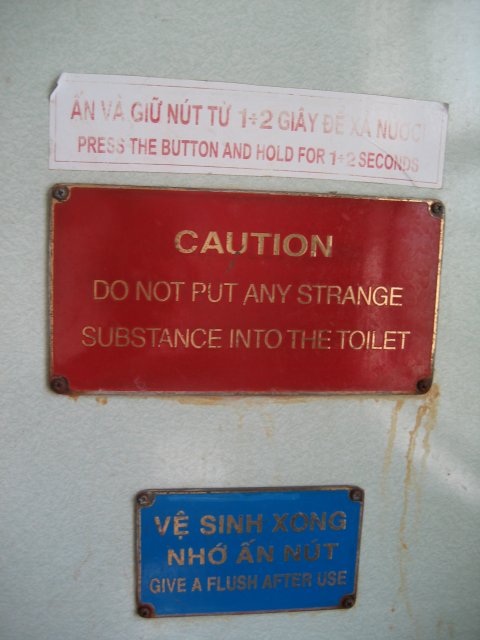 ẤN VÀ GIỮ NÚT TỪ 1÷2 GIÂY ĐỂ XẢ NƯỚC
PRESS THE BUTTON AND HOLD FOR 1÷2 SECONDS
CAUTION
DO NOT PUT ANY STRANGE
SUBSTANCE INTO THE TOILET
VỆ SINH XONG
NHỚ ẤN NÚT
GIVE A FLUSH AFTER USE